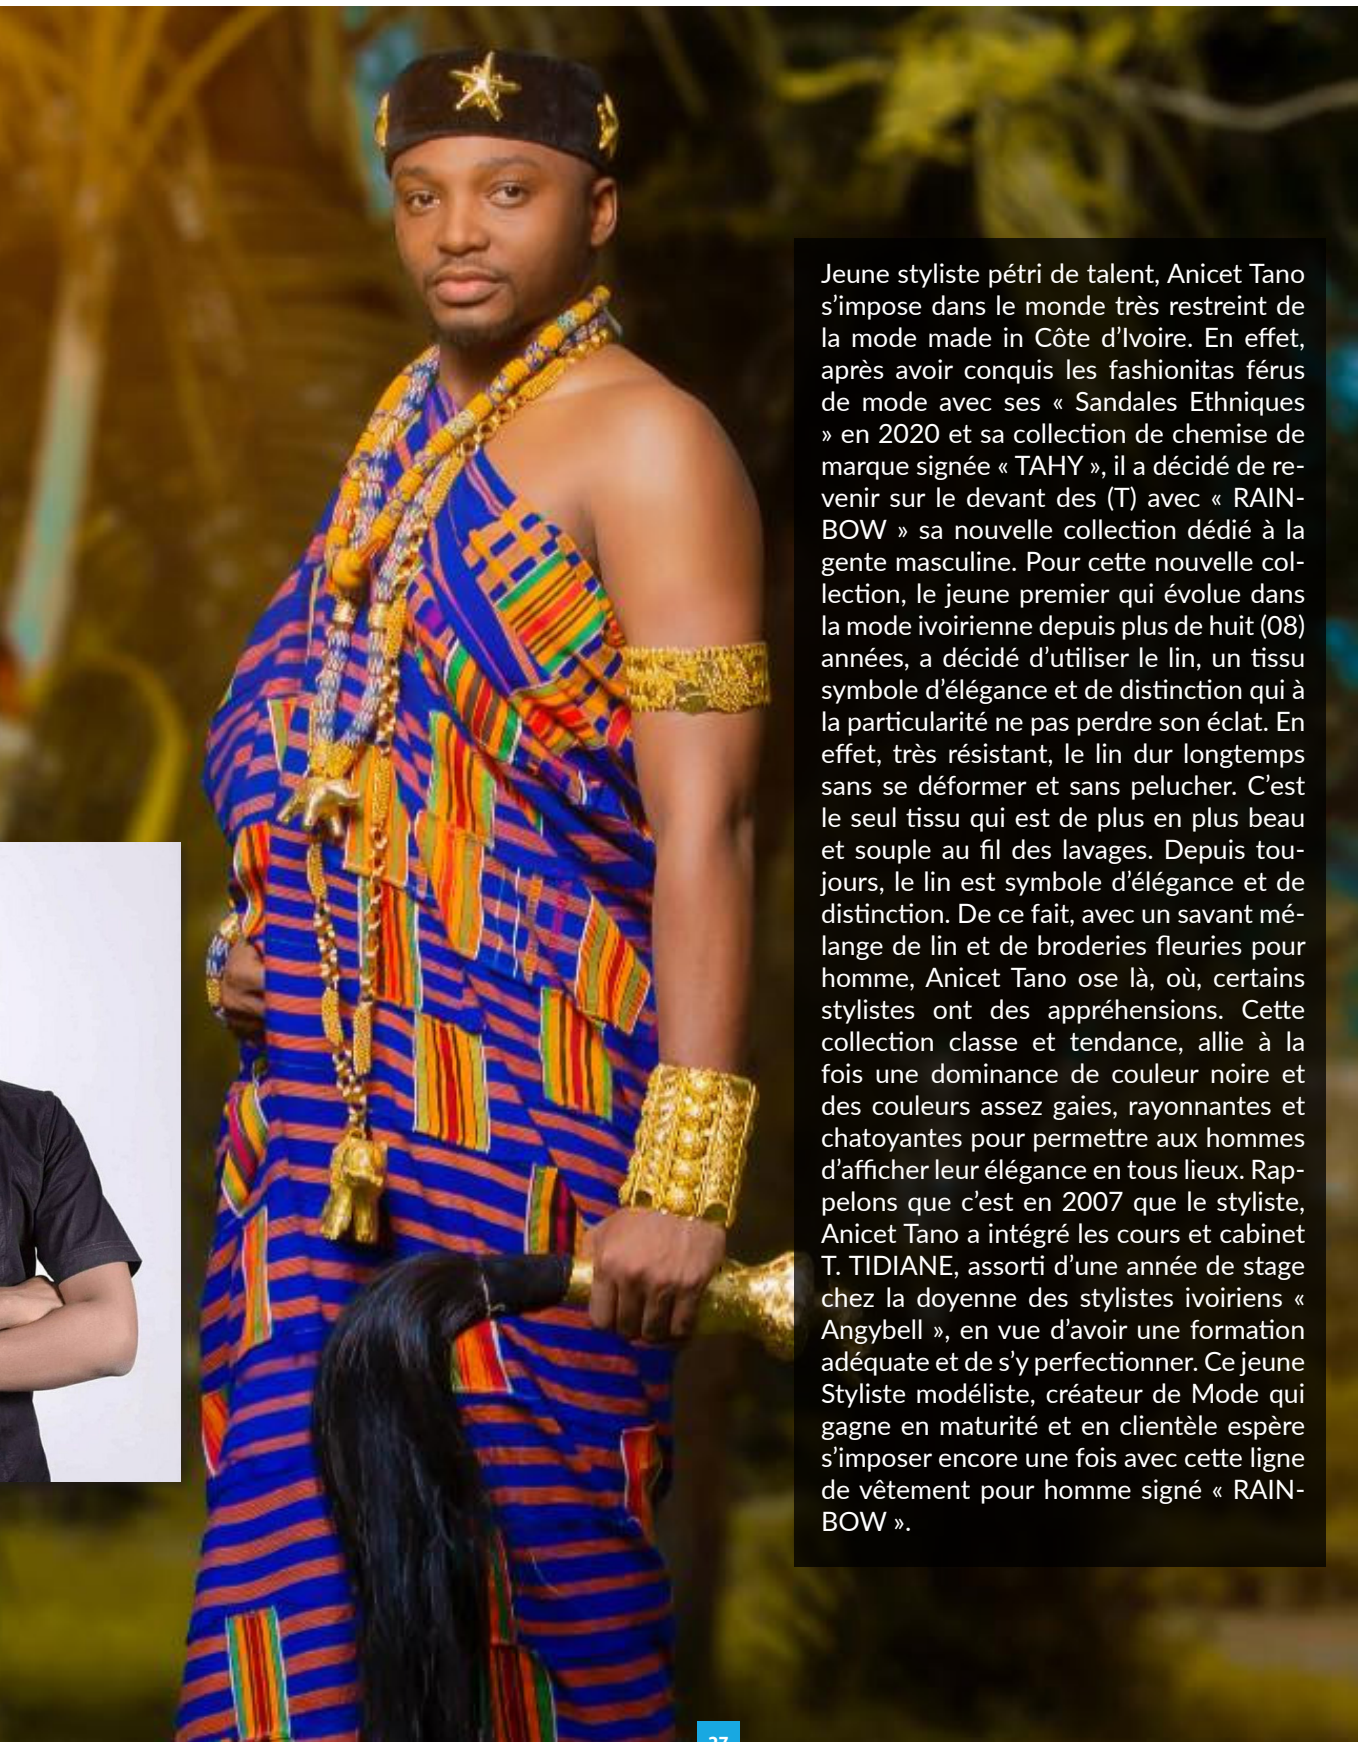 Jeune styliste pétri de talent, Anicet Tano
s'impose dans le monde très restreint de
la mode made in Côte d'Ivoire. En effet,
après avoir conquis les fashionitas férus
de mode avec ses « Sandales Ethniques
» en 2020 et sa collection de chemise de
marque signée « TAHY », il a décidé de re-
venir sur le devant des (T) avec « RAIN-
BOW » sa nouvelle collection dédié à la
gente masculine. Pour cette nouvelle col-
lection, le jeune premier qui évolue dans
la mode ivoirienne depuis plus de huit (08)
années, a décidé d'utiliser le lin, un tissu
symbole d'élégance et de distinction qui à
la particularité ne pas perdre son éclat. En
effet, très résistant, le lin dur longtemps
sans se déformer et sans pelucher. C'est
le seul tissu qui est de plus en plus beau
et souple au fil des lavages. Depuis tou-
jours, le lin est symbole d'élégance et de
distinction. De ce fait, avec un savant mé-
lange de lin et de broderies fleuries pour
homme, Anicet Tano ose là, où, certains
stylistes ont des appréhensions. Cette
collection classe et tendance, allie à la
fois une dominance de couleur noire et
des couleurs assez gaies, rayonnantes et
chatoyantes pour permettre aux hommes
d'afficher leur élégance en tous lieux. Rap-
pelons que c'est en 2007 que le styliste,
Anicet Tano a intégré les cours et cabinet
T. TIDIANE, assorti d'une année de stage
chez la doyenne des stylistes ivoiriens «
Angybell », en vue d'avoir une formation
adéquate et de s'y perfectionner. Ce jeune
Styliste modéliste, créateur de Mode qui
gagne en maturité et en clientèle espère
s'imposer encore une fois avec cette ligne
de vêtement pour homme signé « RAIN-
BOW ».